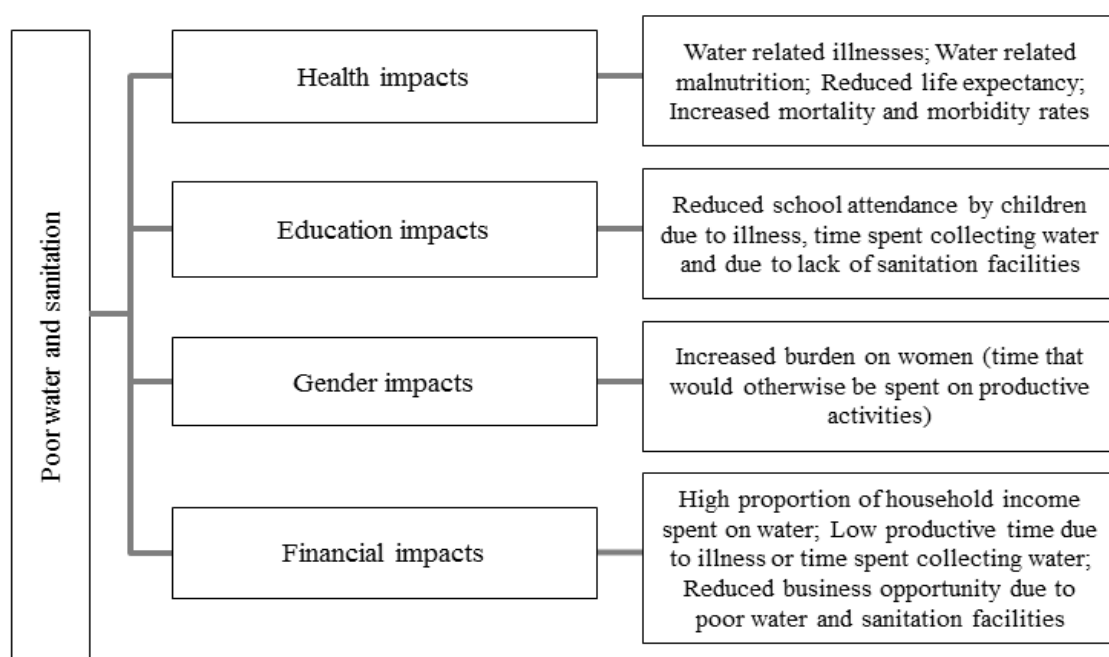 Poor water and sanitation
Health impacts
Water related illnesses; Water related
malnutrition; Reduced life expectancy;
Increased mortality and morbidity rates
Education impacts
Reduced school attendance by children
due to illness, time spent collecting water
and due to lack of sanitation facilities
Gender impacts
Increased burden on women (time that
would otherwise be spent on productive
activities)
Financial impacts
High proportion of household income
spent on water; Low productive time due
to illness or time spent collecting water;
Reduced business opportunity due to
poor water and sanitation facilities